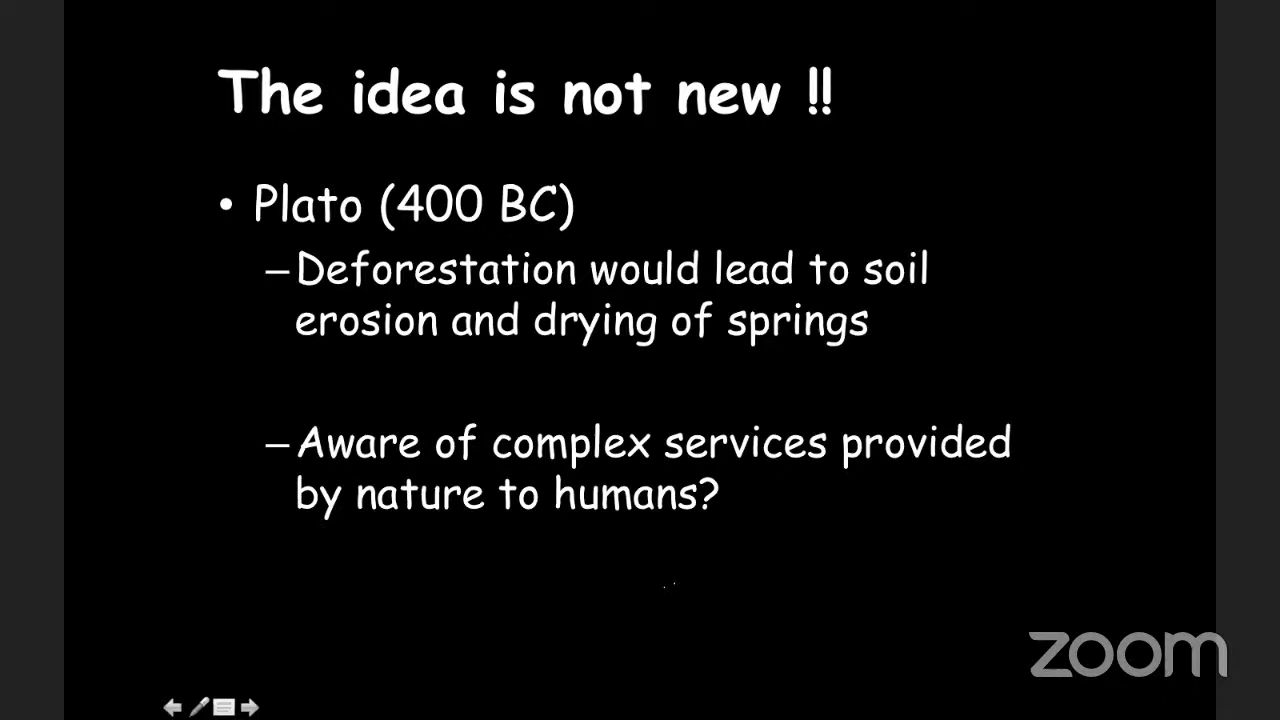 The idea is not new !!
• Plato (400 BC)
– Deforestation would lead to soil
erosion and drying of springs
– Aware of complex services provided
by nature to humans?
zoom